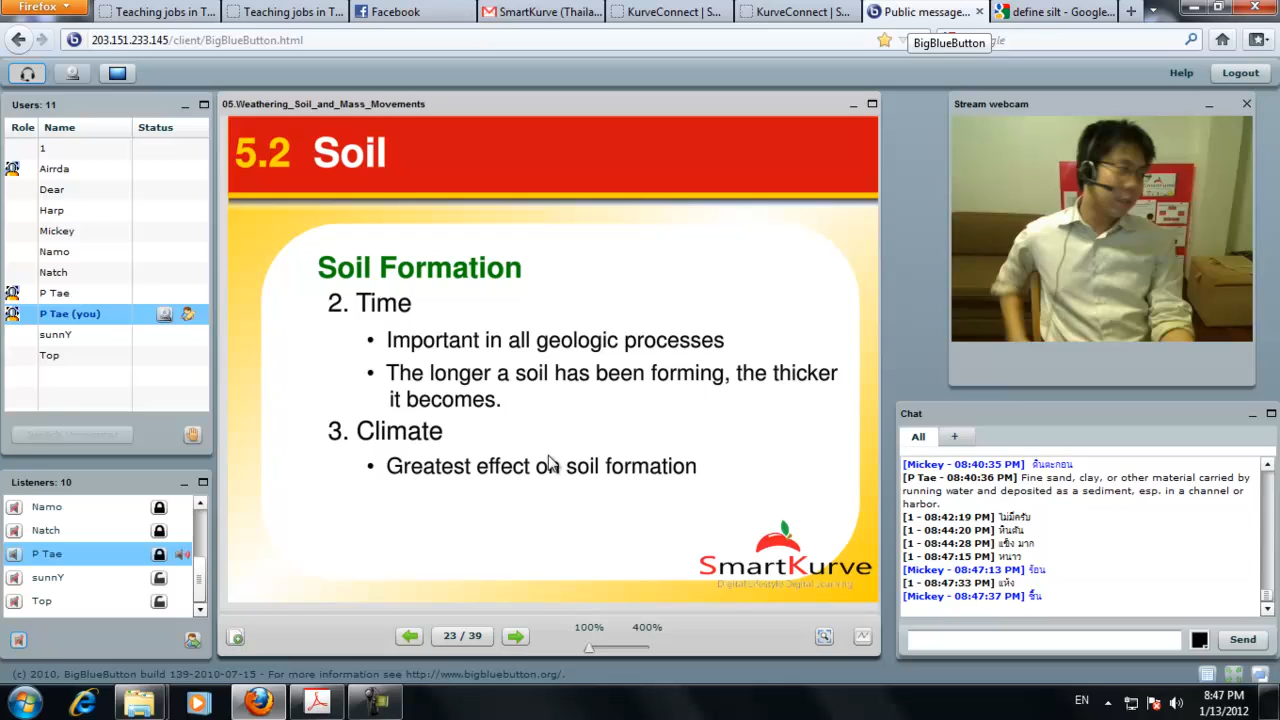 Firefox
Teaching jobs in T...
Teaching jobs in T...
Facebook
SmartKurve (Thaila...
KurveConnect | S...
KurveConnect | S...
Public message...
define silt - Google...
203.151.233.145/client/BigBlueButton.html
BigBlueButton
Help
Logout
Users: 11
Role Name Status
1
Airrda
Dear
Harp
Mickey
Namo
Natch
P Tae
P Tae (you)
sunnY
Top
Listeners: 10
Namo
Natch
P Tae
sunnY
Top
05.Weathering_Soil_and_Mass_Movements
5.2 Soil
Soil Formation
2. Time
• Important in all geologic processes
• The longer a soil has been forming, the thicker
it becomes.
3. Climate
• Greatest effect on soil formation
SmartKurve
Digital Lifestyle Digital Learning
23 / 39
100% 400%
Stream webcam
Chat
All +
[Mickey - 08:40:35 PM] ดินตะกอน
[P Tae - 08:40:36 PM] Fine sand, clay, or other material carried by
running water and deposited as a sediment, esp. in a channel or
harbor.
[1 - 08:42:19 PM] ไม่มีครับ
[1 - 08:44:20 PM] หินดัน
[1 - 08:44:28 PM] แข็ง มาก
[1 - 08:47:15 PM] หนาว
[Mickey - 08:47:13 PM] ร้อน
[1 - 08:47:33 PM] แห้ง
[Mickey - 08:47:37 PM] ชื้น
Send
(c) 2010, BigBlueButton build 139-2010-07-15 - For more information see http://www.bigbluebutton.org/.
EN
8:47 PM
1/13/2012